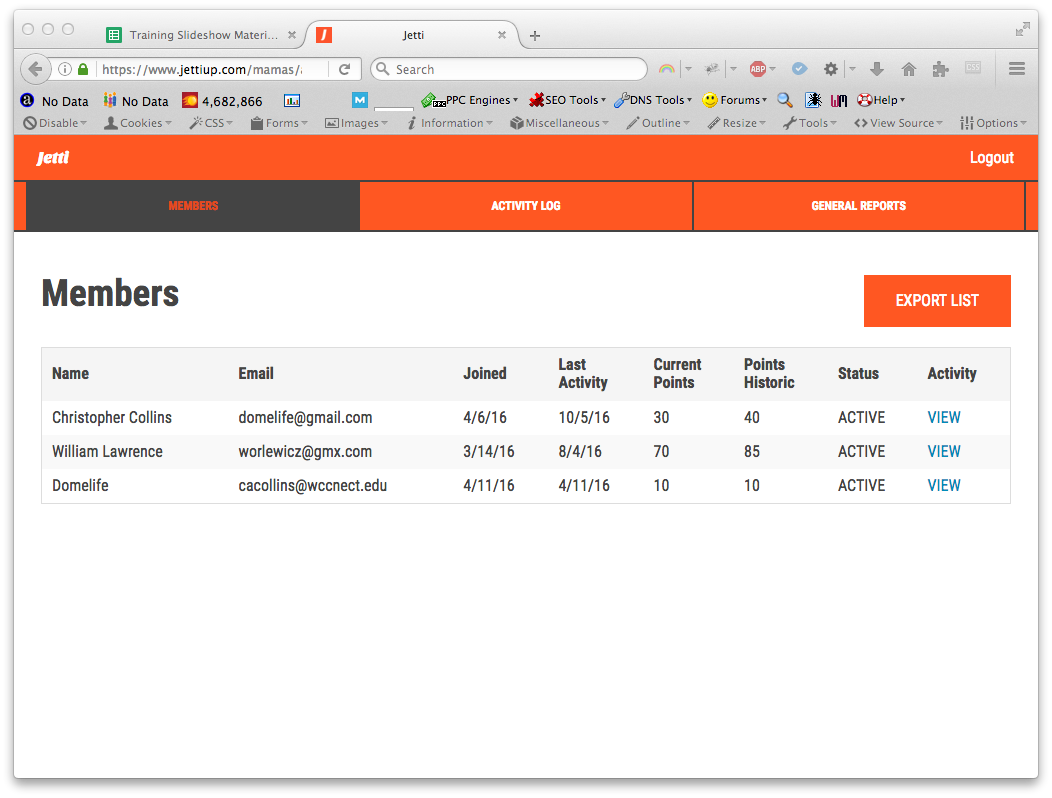 Training Slideshow Materi...
Jetti
https://www.jettiup.com/mamas/
Search
ABP
CSS
a No Data No Data 4,682,866 M PPC Engines SEO Tools DNS Tools Forums Help
Disable Cookies CSS Forms Images Information Miscellaneous Outline Resize Tools View Source Options
Jetti Logout
MEMBERS ACTIVITY LOG GENERAL REPORTS
Members
EXPORT LIST
Name Email Joined Last Activity Current Points Points Historic Status Activity
Christopher Collins domelife@gmail.com 4/6/16 10/5/16 30 40 ACTIVE VIEW
William Lawrence worlewicz@gmx.com 3/14/16 8/4/16 70 85 ACTIVE VIEW
Domelife cacollins@wccnect.edu 4/11/16 4/11/16 10 10 ACTIVE VIEW